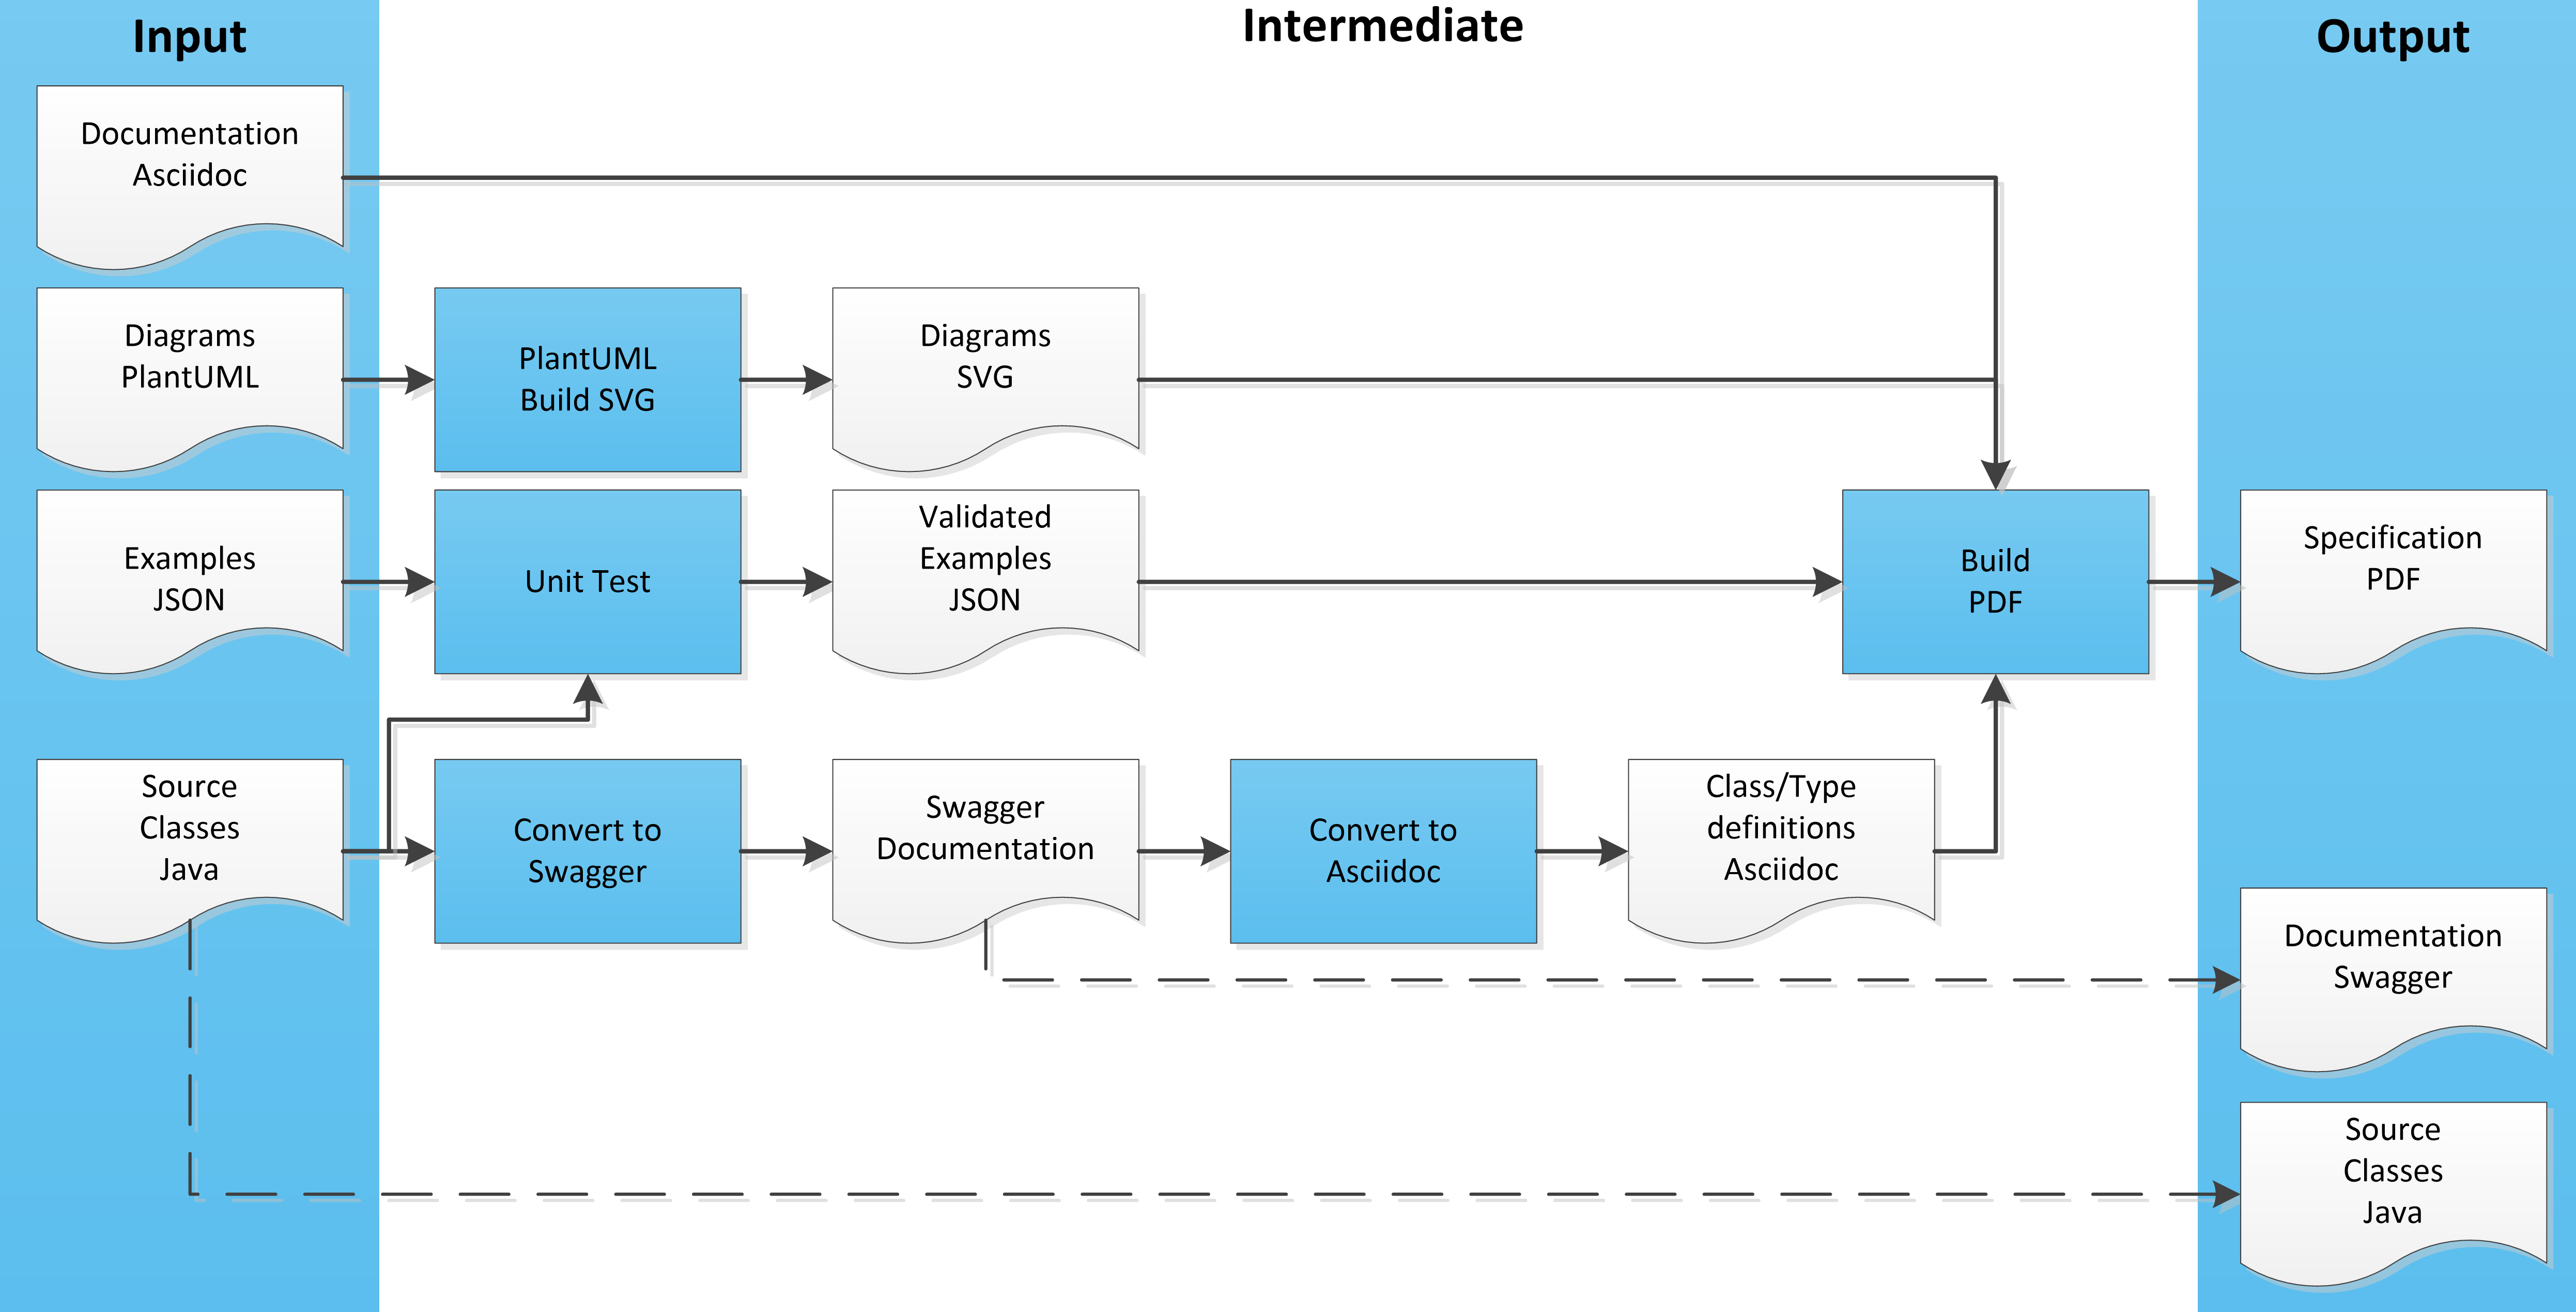 Input
Intermediate
Output
Documentation
Asciidoc
Diagrams
PlantUML
PlantUML
Build SVG
Diagrams
SVG
Examples
JSON
Unit Test
Validated
Examples
JSON
Build
PDF
Specification
PDF
Source
Classes
Java
Convert to
Swagger
Swagger
Documentation
Convert to
Asciidoc
Class/Type
definitions
Asciidoc
Documentation
Swagger
Source
Classes
Java